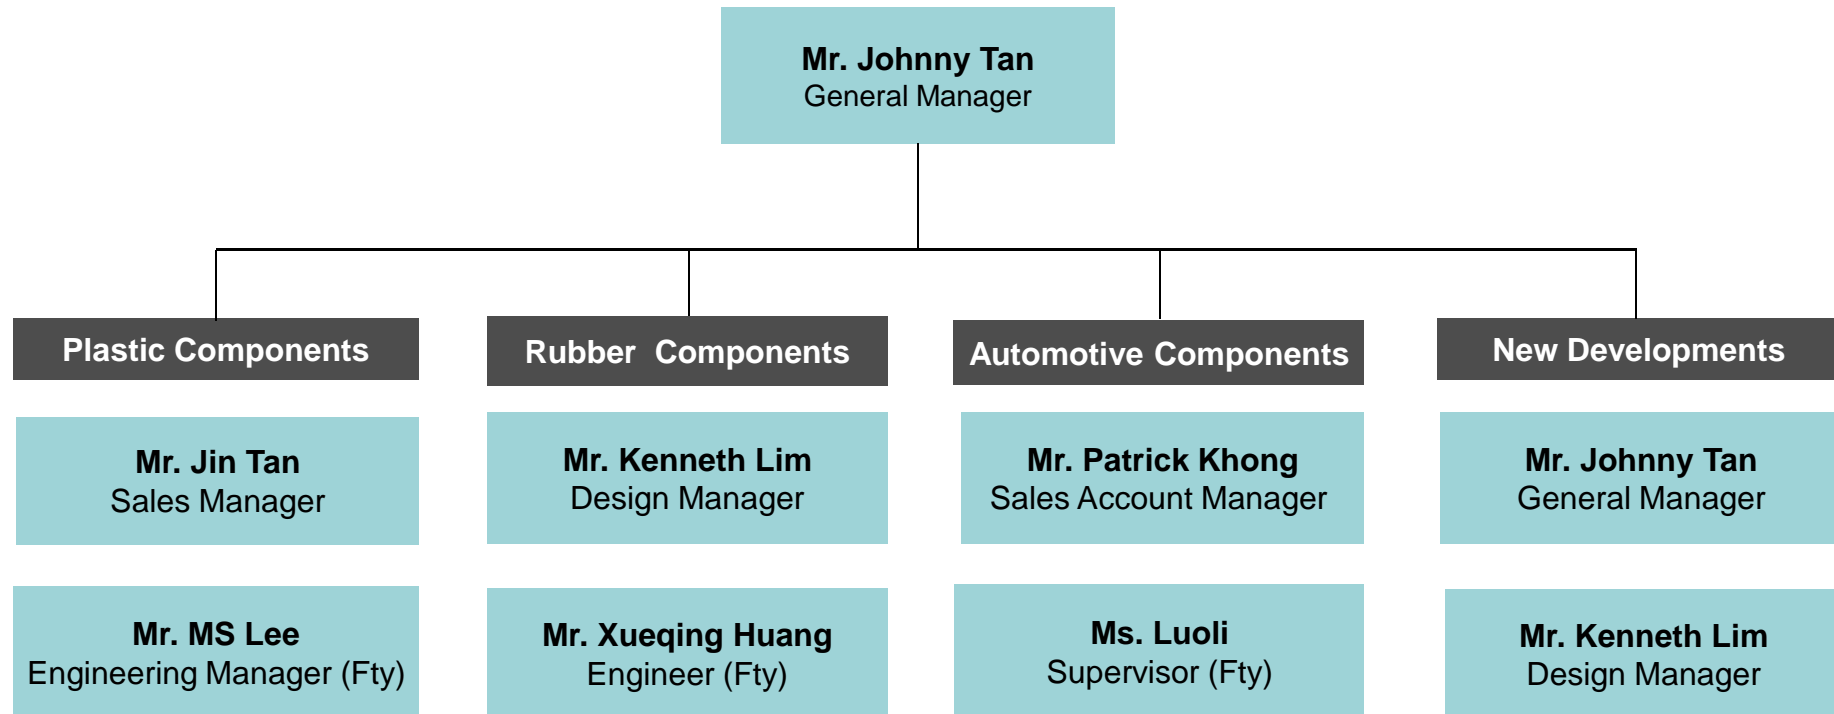 Mr. Johnny Tan
General Manager
Plastic Components
Rubber  Components
Automotive Components
New Developments
Mr. Jin Tan
Sales Manager
Mr. Kenneth Lim
Design Manager
Mr. Patrick Khong
Sales Account Manager
Mr. Johnny Tan
General Manager
Mr. MS Lee
Engineering Manager (Fty)
Mr. Xueqing Huang
Engineer (Fty)
Ms. Luoli
Supervisor (Fty)
Mr. Kenneth Lim
Design Manager